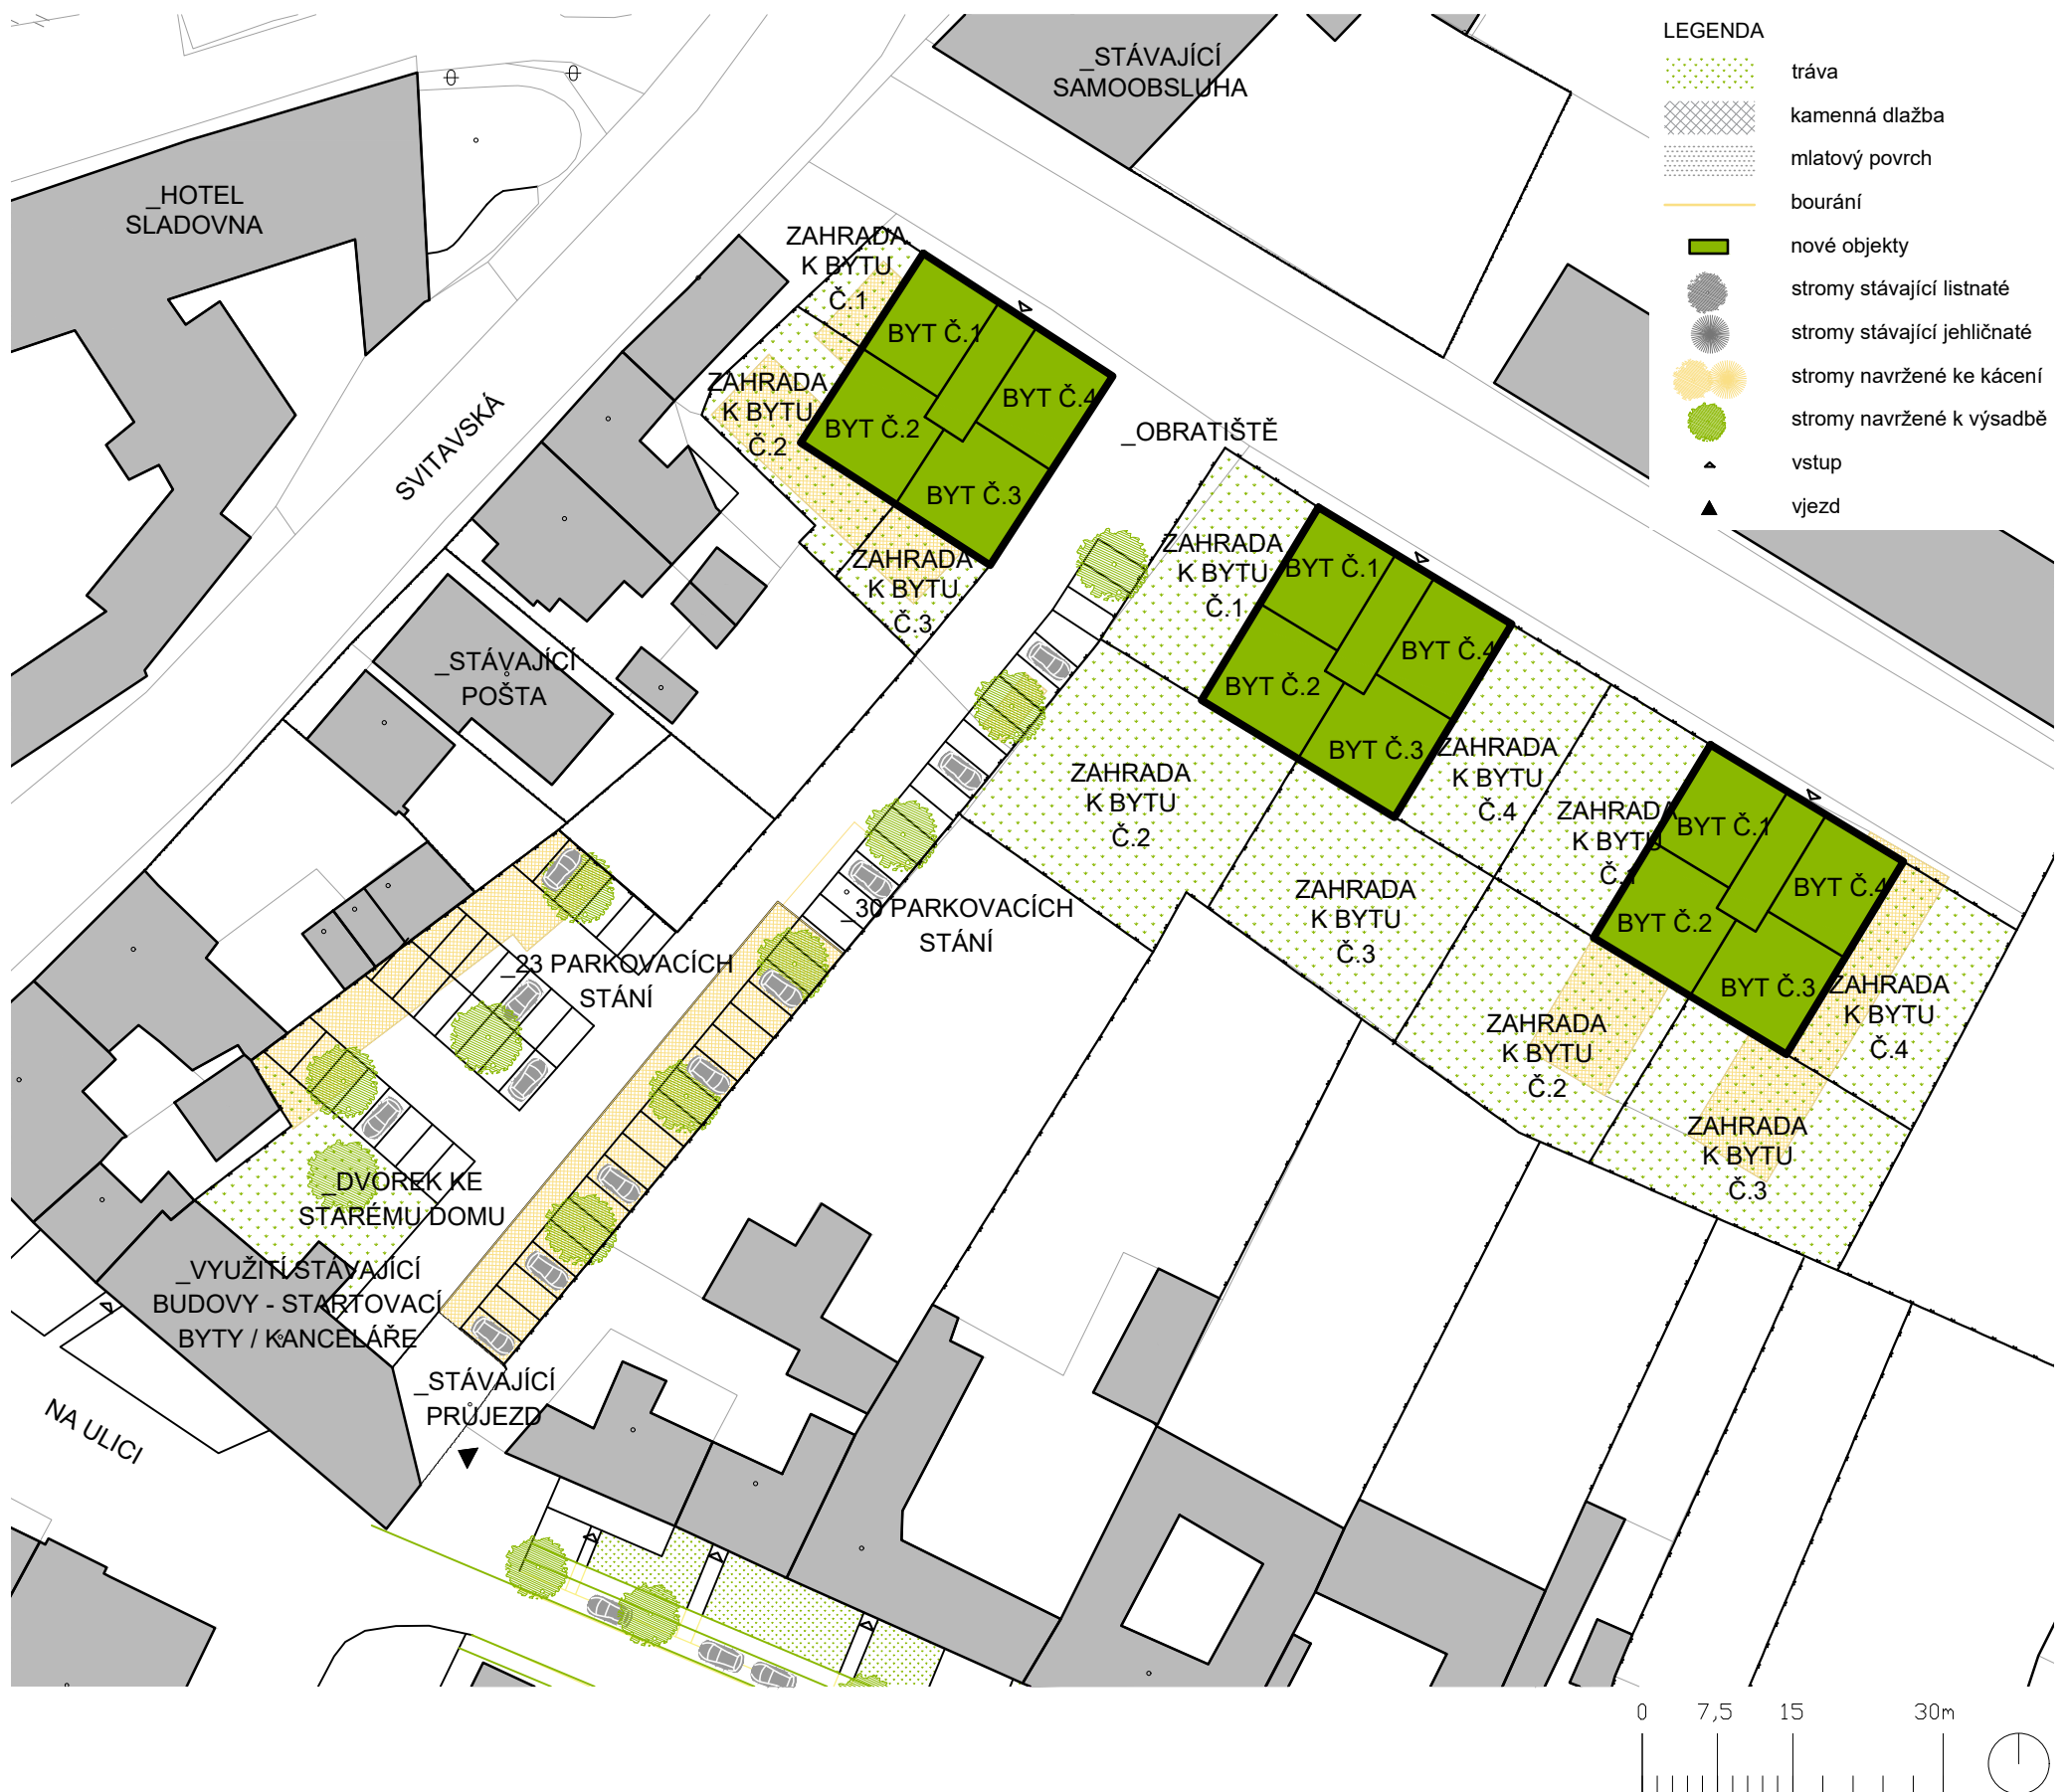 _STÁVAJÍCÍ
SAMOOBSLUHA
LEGENDA
tráva
kamenná dlažba
mlatový povrch
bourání
nové objekty
stromy stávající listnaté
stromy stávající jehličnaté
stromy navržené ke kácení
stromy navržené k výsadbě
vstup
vjezd
_HOTEL
SLADOVNA
SVITAVSKÁ
ZAHRADA
K BYTU
Č.1
ZAHRADA
K BYTU
Č.2
ZAHRADA
K BYTU
Č.3
BYT Č.1
BYT Č.2
BYT Č.4
BYT Č.3
_OBRATIŠTĚ
ZAHRADA
K BYTU
Č.1
BYT Č.1
BYT Č.4
BYT Č.2
BYT Č.3
ZAHRADA
K BYTU
Č.2
ZAHRADA
K BYTU
Č.3
ZAHRADA
K BYTU
Č.4
ZAHRADA
K BYTU
Č.1
BYT Č.1
BYT Č.4
BYT Č.2
BYT Č.3
ZAHRADA
K BYTU
Č.2
ZAHRADA
K BYTU
Č.4
ZAHRADA
K BYTU
Č.3
_STÁVAJÍCÍ
POŠTA
_30 PARKOVACÍCH
STÁNÍ
_23 PARKOVACÍCH
STÁNÍ
_DVOREK KE
STARÉMU DOMU
_VYUŽITÍ STÁVAJÍCÍ
BUDOVY - STARTOVACÍ
BYTY / KANCELÁŘE
_STÁVAJÍCÍ
PRŮJEZD
NA ULICI
0 7,5 15 30m